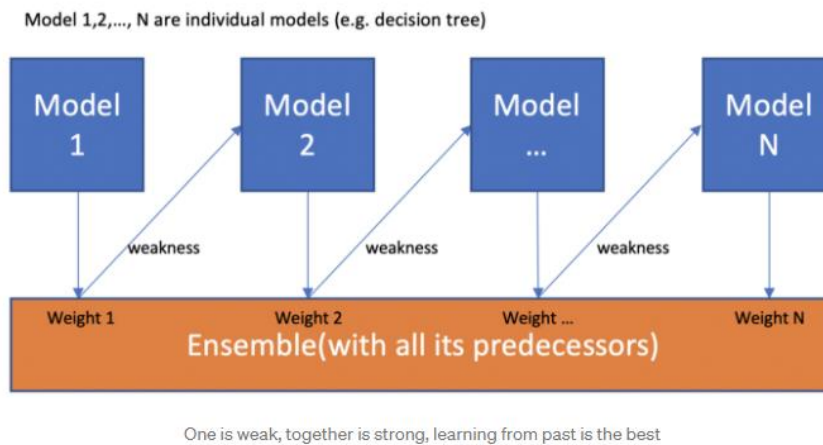 Model 1,2,..., N are individual models (e.g. decision tree)
Model
1
Model
2
Model
...
Model
N
weakness
weakness
weakness
Weight 1
Weight 2
Weight ...
Weight N
Ensemble(with all its predecessors)
One is weak, together is strong, learning from past is the best